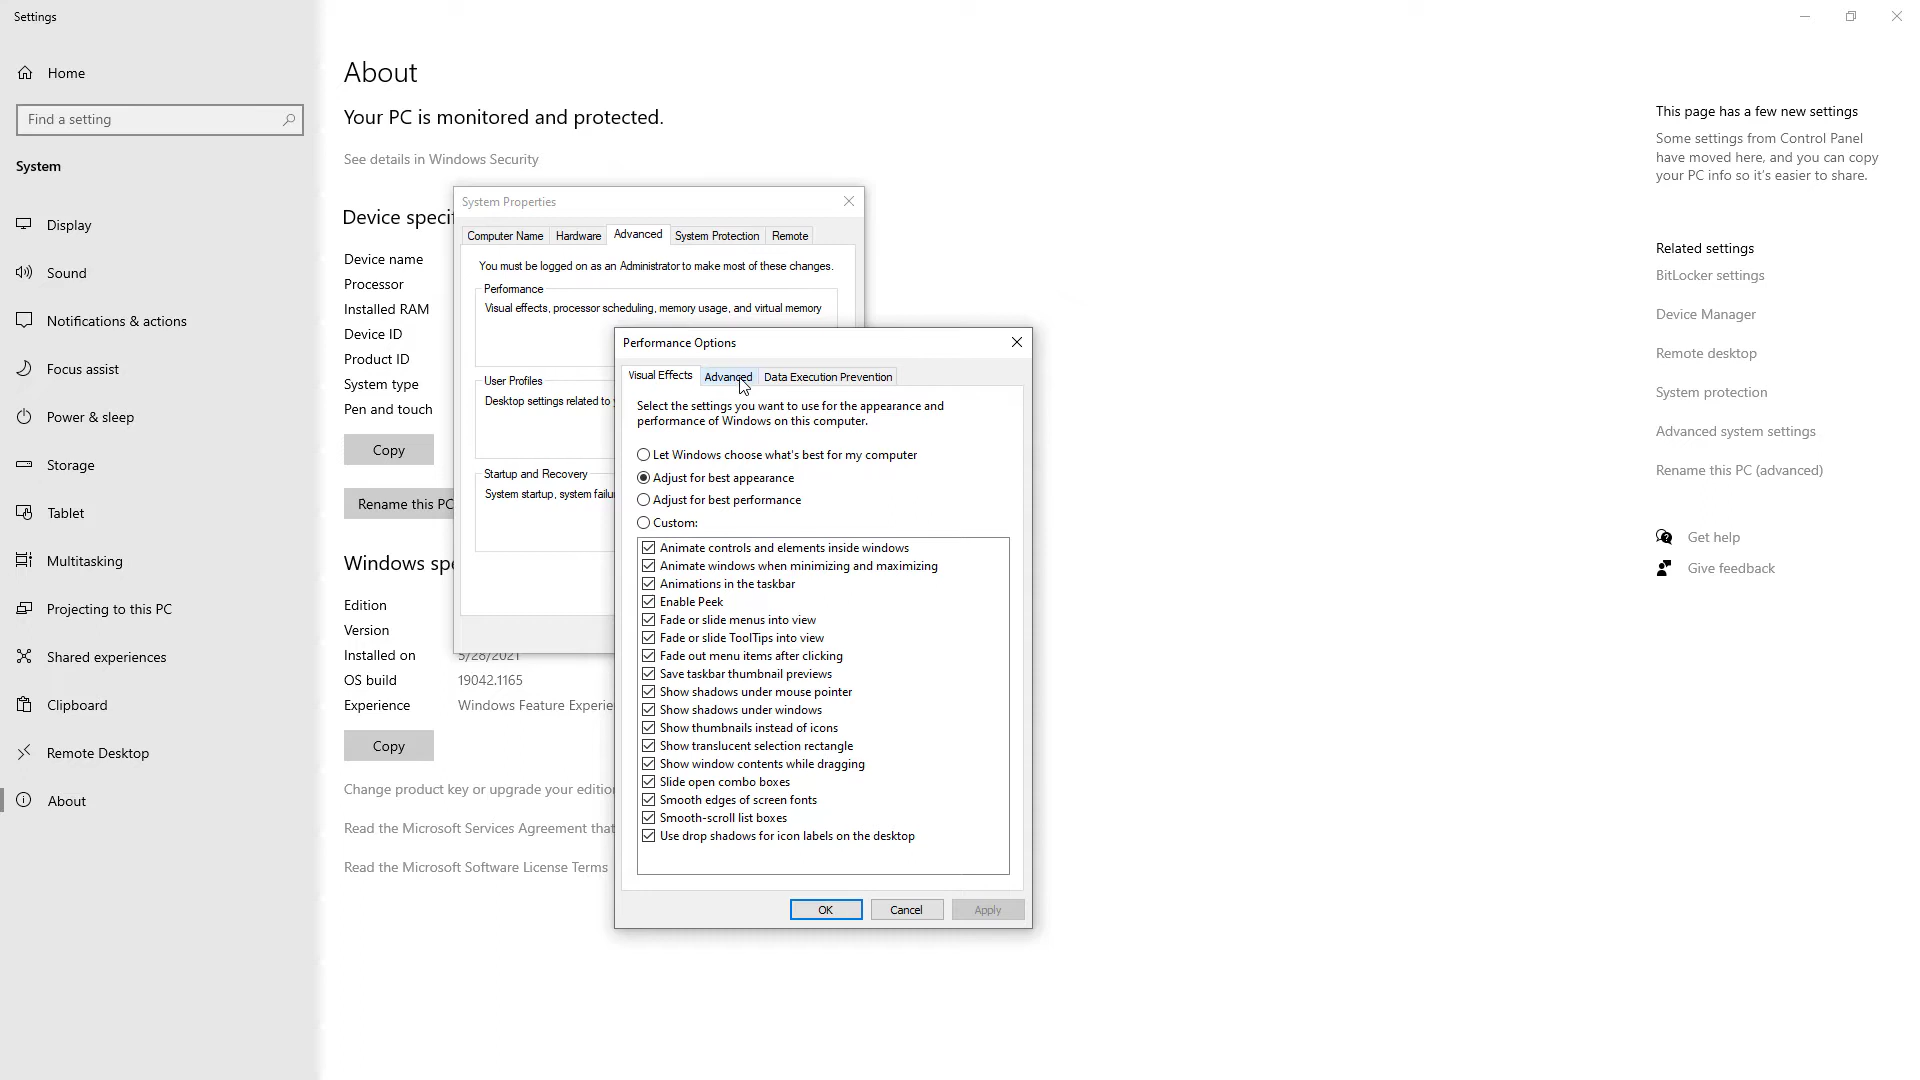 Settings
Home
Find a setting
System
Display
Sound
Notifications & actions
Focus assist
Power & sleep
Storage
Tablet
Multitasking
Projecting to this PC
Shared experiences
Clipboard
Remote Desktop
About
About
Your PC is monitored and protected.
See details in Windows Security
Device specif
Device name
Processor
Installed RAM
Device ID
Product ID
System type
Pen and touch
Copy
Rename this PC
Windows spe
Edition
Version
Installed on 5/28/2021
OS build 19042.1165
Experience Windows Feature Experie
Copy
Change product key or upgrade your edition
Read the Microsoft Services Agreement that
Read the Microsoft Software License Terms
System Properties
Computer Name Hardware Advanced System Protection Remote
You must be logged on as an Administrator to make most of these changes.
Performance
Visual effects, processor scheduling, memory usage, and virtual memory
User Profiles
Desktop settings related to
Startup and Recovery
System startup, system failu
Performance Options
Visual Effects Advanced Data Execution Prevention
Select the settings you want to use for the appearance and
performance of Windows on this computer.
Let Windows choose what's best for my computer
Adjust for best appearance
Adjust for best performance
Custom:
Animate controls and elements inside windows
Animate windows when minimizing and maximizing
Animations in the taskbar
Enable Peek
Fade or slide menus into view
Fade or slide ToolTips into view
Fade out menu items after clicking
Save taskbar thumbnail previews
Show shadows under mouse pointer
Show shadows under windows
Show thumbnails instead of icons
Show translucent selection rectangle
Show window contents while dragging
Slide open combo boxes
Smooth edges of screen fonts
Smooth-scroll list boxes
Use drop shadows for icon labels on the desktop
OK Cancel Apply
This page has a few new settings
Some settings from Control Panel
have moved here, and you can copy
your PC info so it's easier to share.
Related settings
BitLocker settings
Device Manager
Remote desktop
System protection
Advanced system settings
Rename this PC (advanced)
Get help
Give feedback